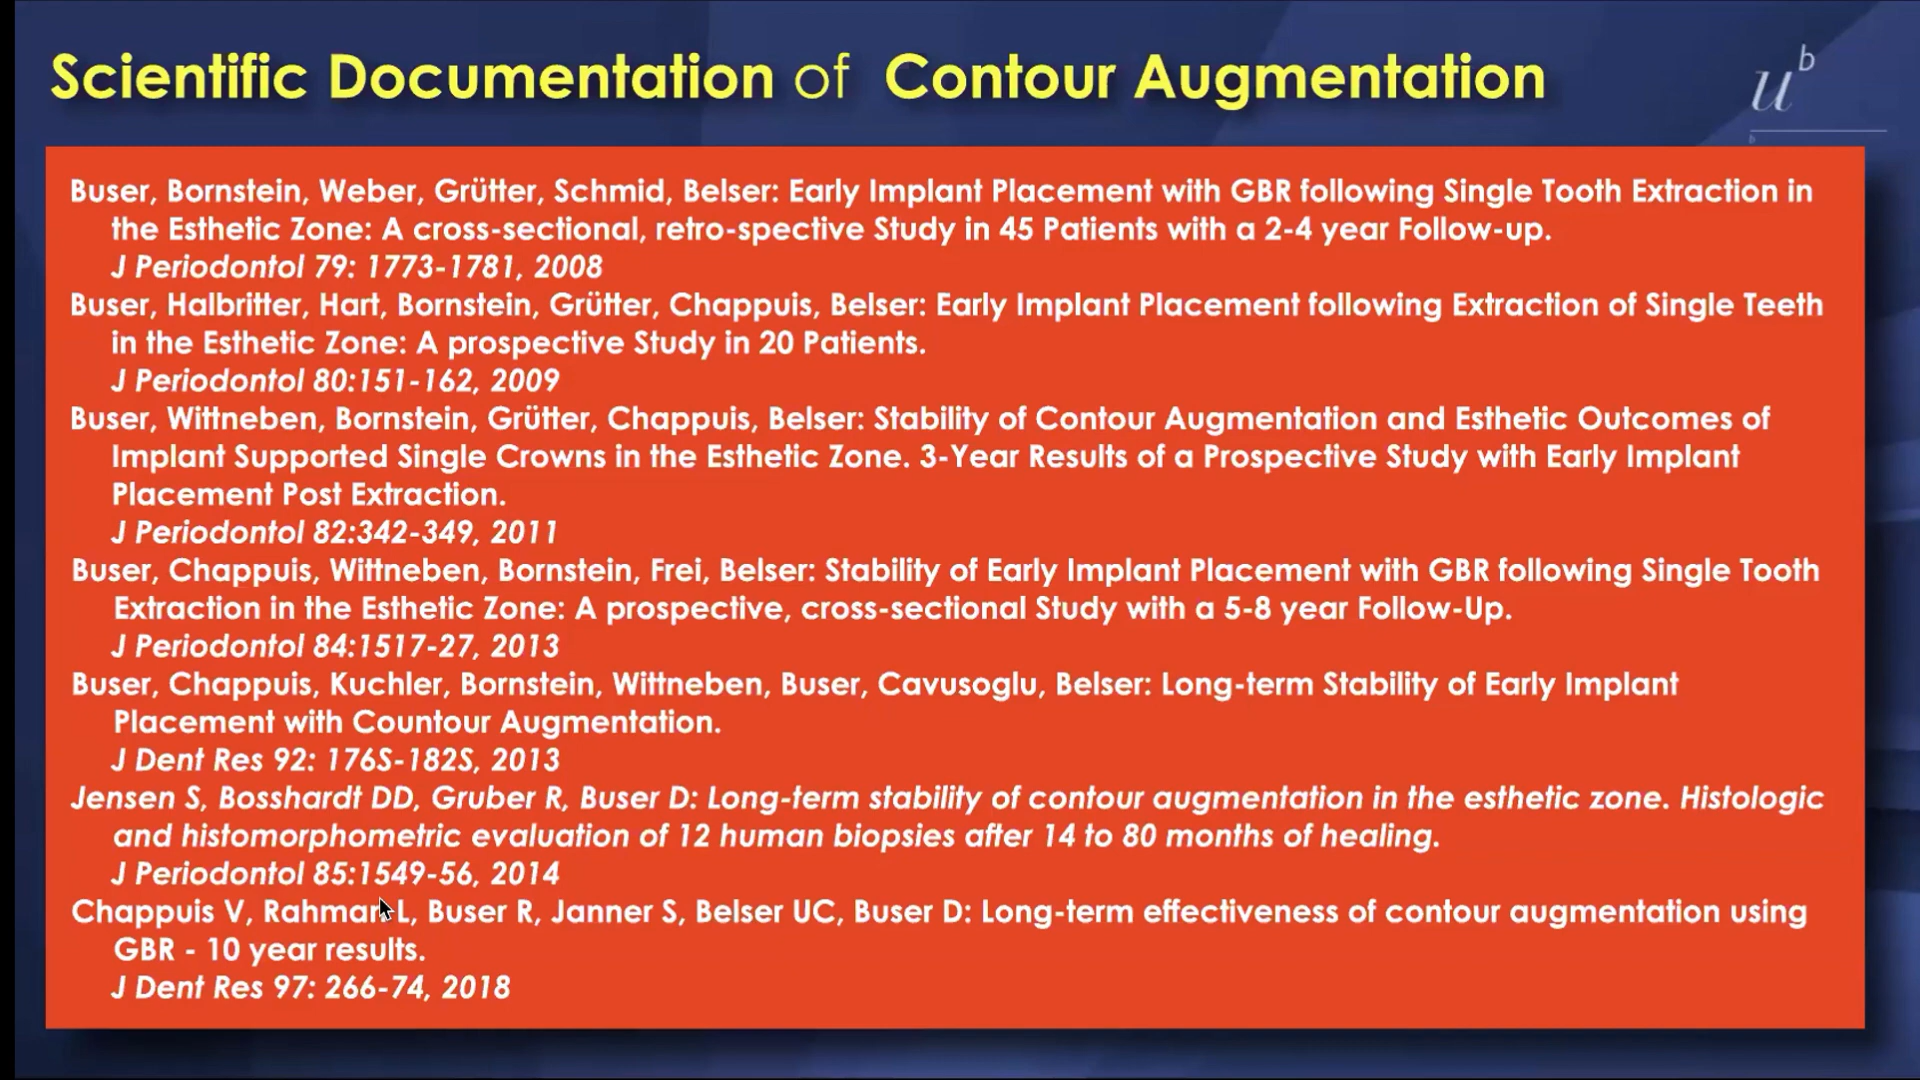 Scientific Documentation of Contour Augmentation
u b
b
Buser, Bornstein, Weber, Grütter, Schmid, Belser: Early Implant Placement with GBR following Single Tooth Extraction in
the Esthetic Zone: A cross-sectional, retro-spective Study in 45 Patients with a 2-4 year Follow-up.
J Periodontol 79: 1773-1781, 2008
Buser, Halbritter, Hart, Bornstein, Grütter, Chappuis, Belser: Early Implant Placement following Extraction of Single Teeth
in the Esthetic Zone: A prospective Study in 20 Patients.
J Periodontol 80:151-162, 2009
Buser, Wittneben, Bornstein, Grütter, Chappuis, Belser: Stability of Contour Augmentation and Esthetic Outcomes of
Implant Supported Single Crowns in the Esthetic Zone. 3-Year Results of a Prospective Study with Early Implant
Placement Post Extraction.
J Periodontol 82:342-349, 2011
Buser, Chappuis, Wittneben, Bornstein, Frei, Belser: Stability of Early Implant Placement with GBR following Single Tooth
Extraction in the Esthetic Zone: A prospective, cross-sectional Study with a 5-8 year Follow-Up.
J Periodontol 84:1517-27, 2013
Buser, Chappuis, Kuchler, Bornstein, Wittneben, Buser, Cavusoglu, Belser: Long-term Stability of Early Implant
Placement with Countour Augmentation.
J Dent Res 92: 176S-182S, 2013
Jensen S, Bosshardt DD, Gruber R, Buser D: Long-term stability of contour augmentation in the esthetic zone. Histologic
and histomorphometric evaluation of 12 human biopsies after 14 to 80 months of healing.
J Periodontol 85:1549-56, 2014
Chappuis V, Rahman L, Buser R, Janner S, Belser UC, Buser D: Long-term effectiveness of contour augmentation using
GBR - 10 year results.
J Dent Res 97: 266-74, 2018